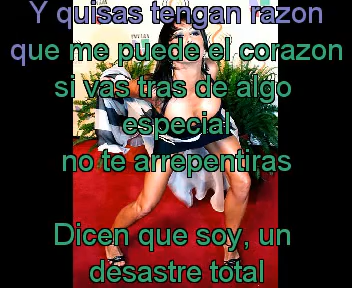 Y quisas tengan razon
que me puede el corazon
si vas tras de algo
especial
no te arrepentiras
Dicen que soy, un
desastre total